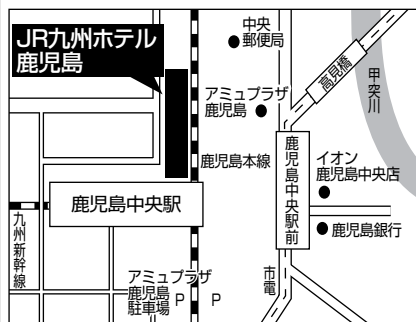 JR九州ホテル
鹿児島
中央
郵便局
高見橋
甲突川
アミュプラザ
鹿児島
鹿児島本線
鹿児島中央駅前
イオン
鹿児島中央店
鹿児島中央駅
鹿児島銀行
九州新幹線
アミュプラザ
鹿児島
駐車場
P
P
市電